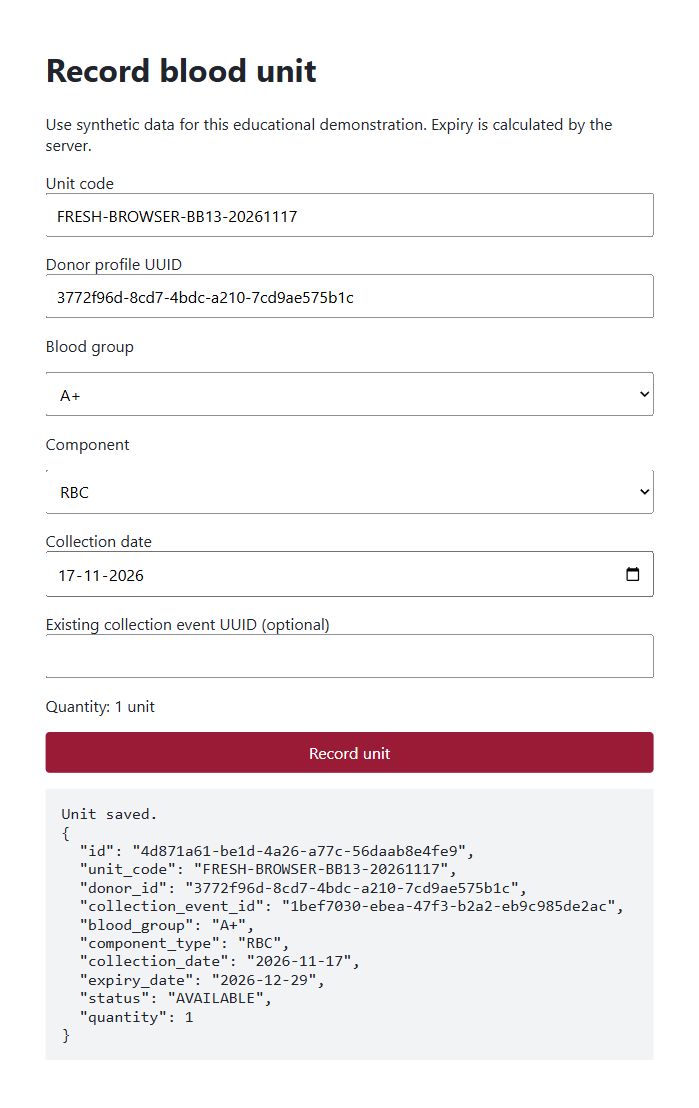 Record blood unit
Use synthetic data for this educational demonstration. Expiry is calculated by the
server.
Unit code
FRESH-BROWSER-BB13-20261117
Donor profile UUID
3772f96d-8cd7-4bdc-a210-7cd9ae575b1c
Blood group
A+
Component
RBC
Collection date
17-11-2026
Existing collection event UUID (optional)
Quantity: 1 unit
Record unit
Unit saved.
{
  "id": "4d871a61-be1d-4a26-a77c-56daab8e4fe9",
  "unit_code": "FRESH-BROWSER-BB13-20261117",
  "donor_id": "3772f96d-8cd7-4bdc-a210-7cd9ae575b1c",
  "collection_event_id": "1bef7030-ebea-47f3-b2a2-eb9c985de2ac",
  "blood_group": "A+",
  "component_type": "RBC",
  "collection_date": "2026-11-17",
  "expiry_date": "2026-12-29",
  "status": "AVAILABLE",
  "quantity": 1
}